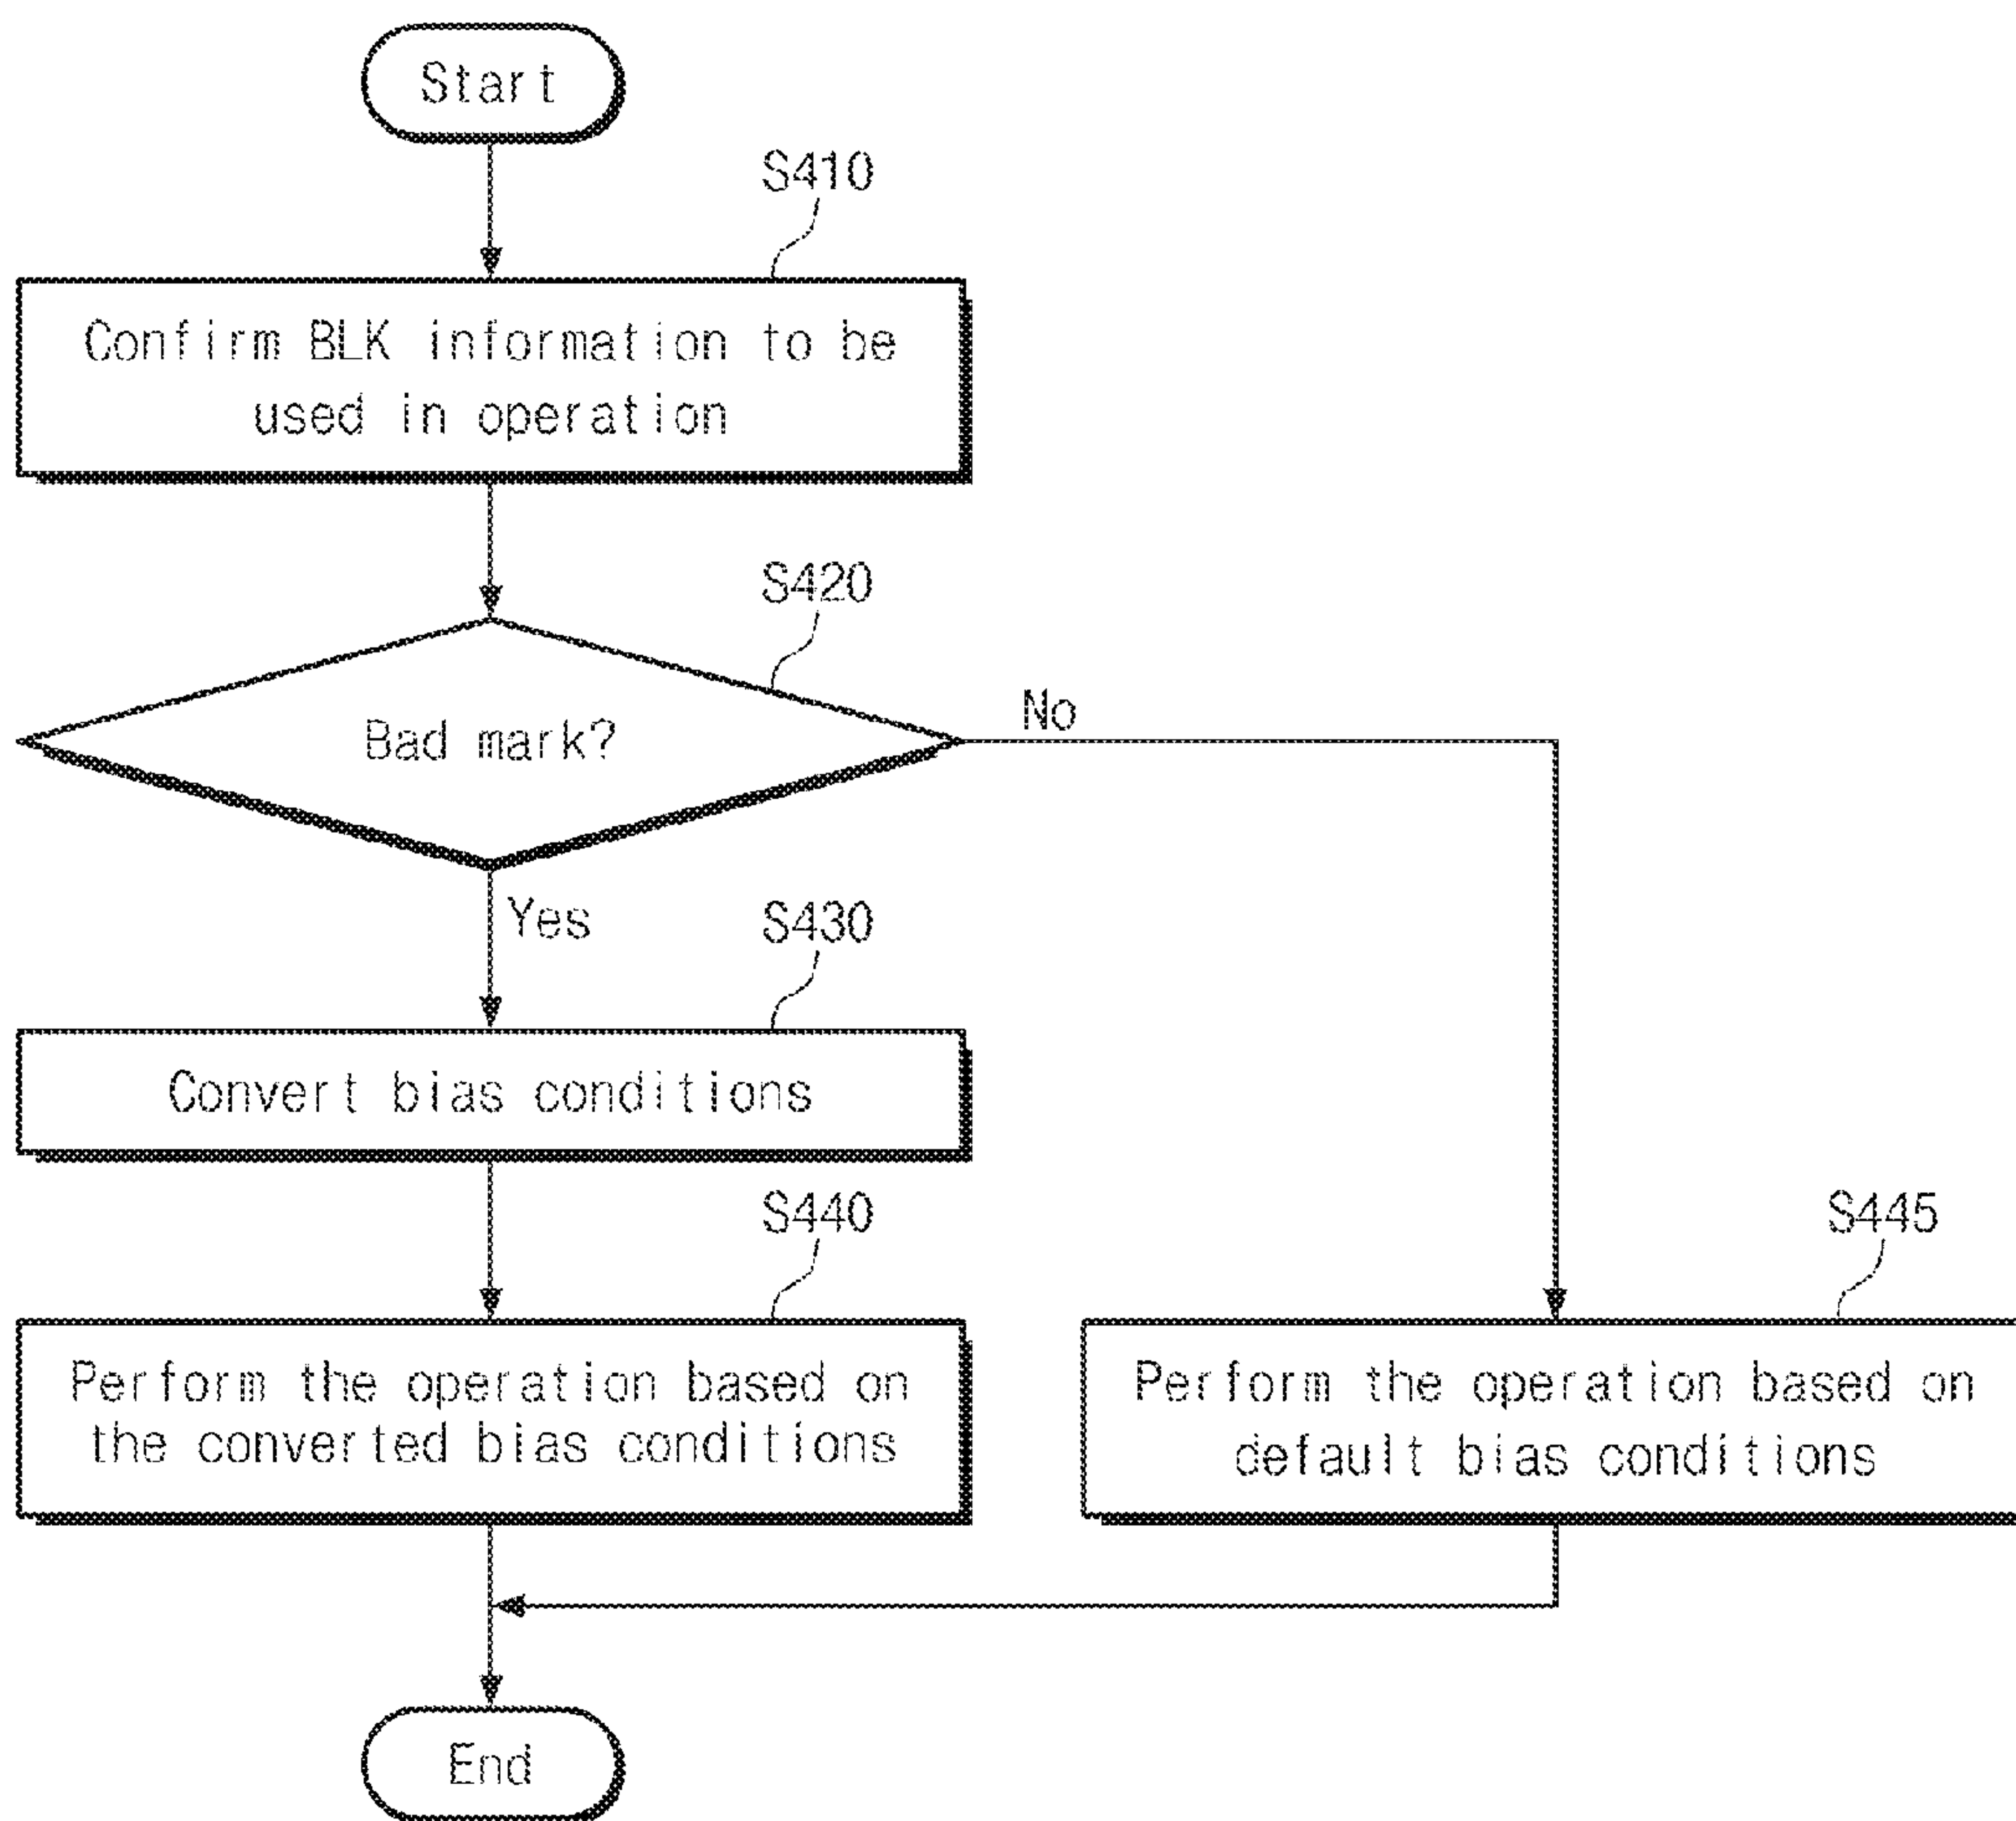 Start
S410
Confirm BLK information to be
used in operation
S420
Bad mark?
No
Yes
S430
Convert bias conditions
S440
Perform the operation based on
the converted bias conditions
S445
Perform the operation based on
default bias conditions
End